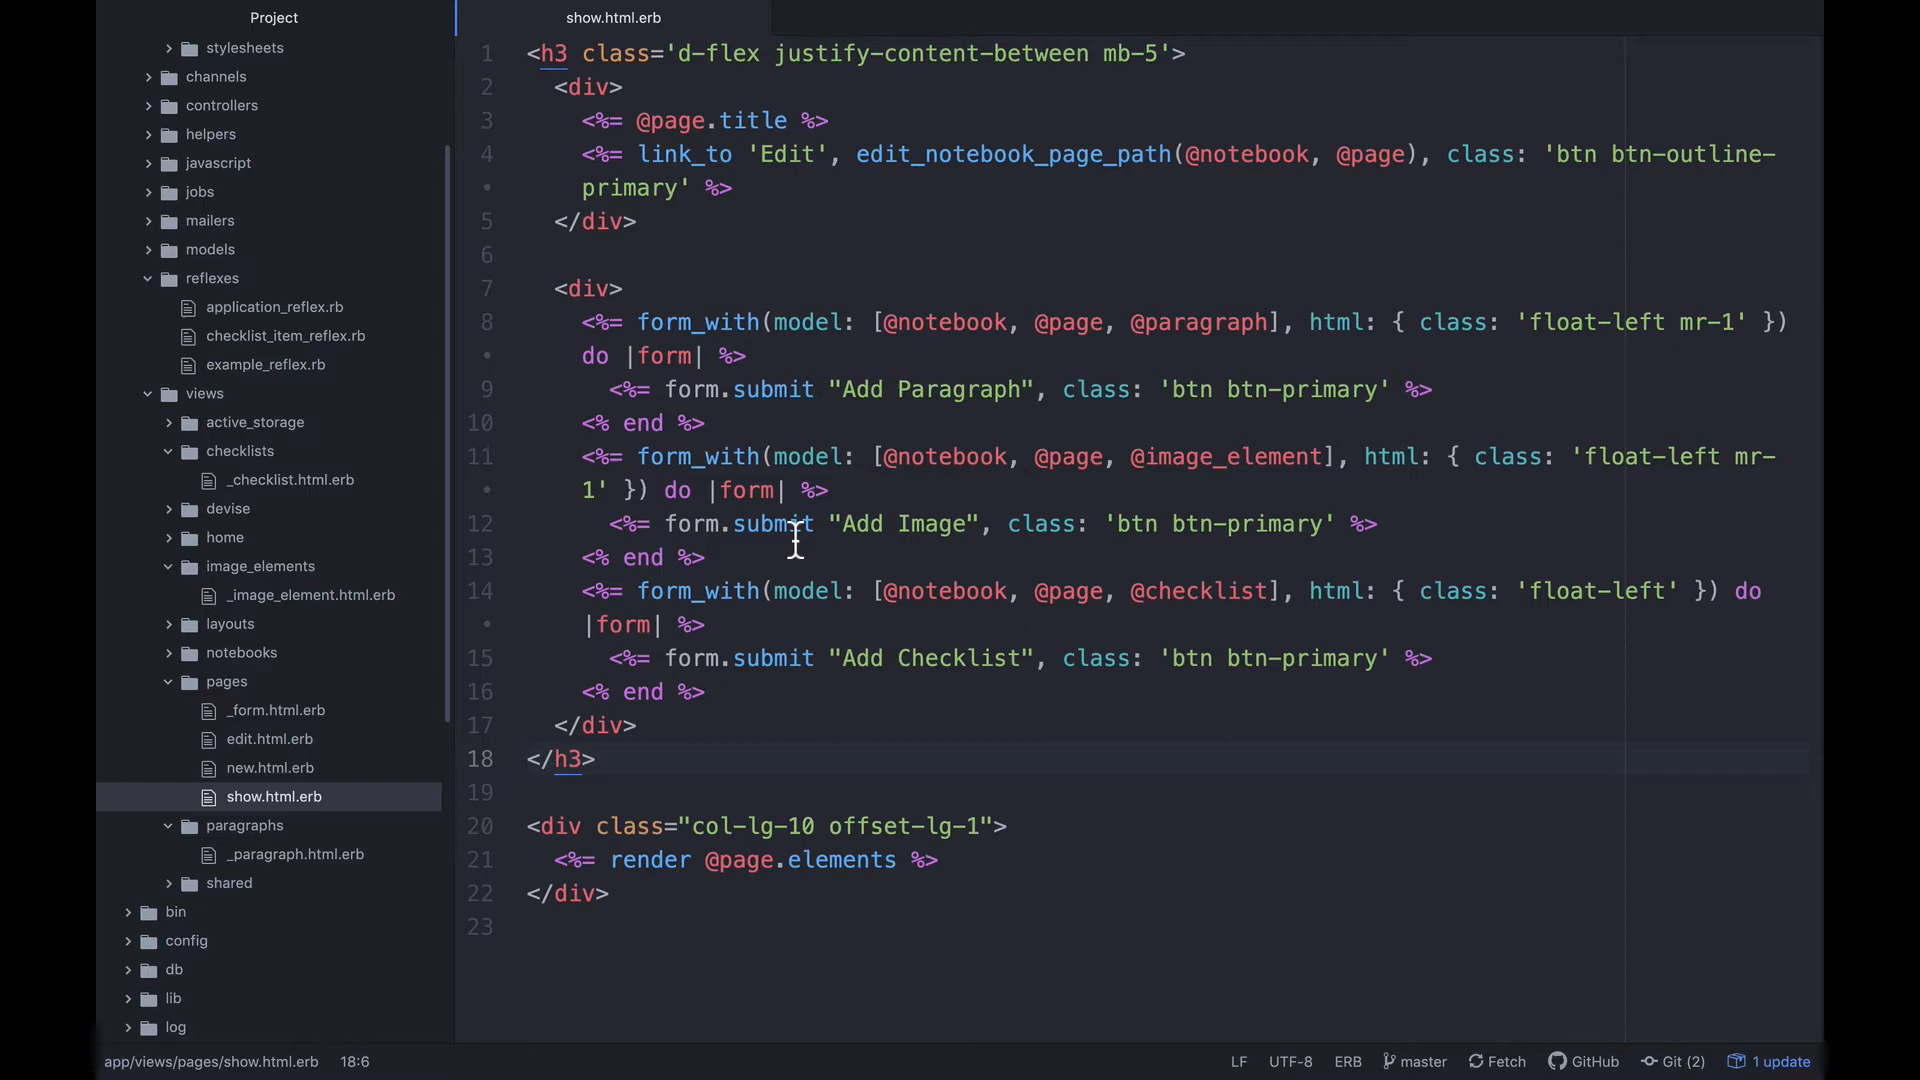 Project
stylesheets
channels
controllers
helpers
javascript
jobs
mailers
models
reflexes
application_reflex.rb
checklist_item_reflex.rb
example_reflex.rb
views
active_storage
checklists
_checklist.html.erb
devise
home
image_elements
_image_element.html.erb
layouts
notebooks
pages
_form.html.erb
edit.html.erb
new.html.erb
show.html.erb
paragraphs
_paragraph.html.erb
shared
bin
config
db
lib
log
show.html.erb
1 <h3 class='d-flex justify-content-between mb-5'>
2 <div>
3 <%= @page.title %>
4 <%= link_to 'Edit', edit_notebook_page_path(@notebook, @page), class: 'btn btn-outline-
• primary' %>
5 </div>
6
7 <div>
8 <%= form_with(model: [@notebook, @page, @paragraph], html: { class: 'float-left mr-1' })
• do |form| %>
9 <%= form.submit "Add Paragraph", class: 'btn btn-primary' %>
10 <% end %>
11 <%= form_with(model: [@notebook, @page, @image_element], html: { class: 'float-left mr-
• 1' }) do |form| %>
12 <%= form.submit "Add Image", class: 'btn btn-primary' %>
13 <% end %>
14 <%= form_with(model: [@notebook, @page, @checklist], html: { class: 'float-left' }) do
• |form| %>
15 <%= form.submit "Add Checklist", class: 'btn btn-primary' %>
16 <% end %>
17 </div>
18 </h3>
19
20 <div class="col-lg-10 offset-lg-1">
21 <%= render @page.elements %>
22 </div>
23
app/views/pages/show.html.erb 18:6 LF UTF-8 ERB master Fetch GitHub Git (2) 1 update